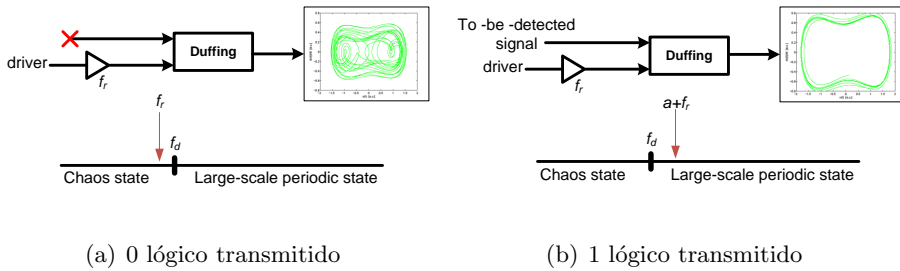 driver
f_r
Duffing
f_r
f_d
Chaos state
Large-scale periodic state
(a) 0 lógico transmitido
To -be -detected
signal
driver
f_r
Duffing
a+f_r
f_d
Chaos state
Large-scale periodic state
(b) 1 lógico transmitido